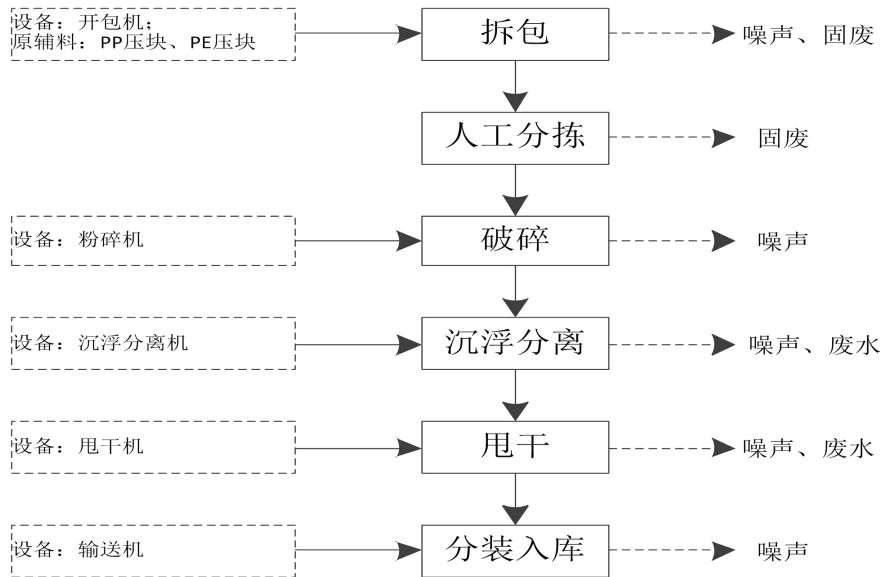 设备：开包机；
原辅料：PP压块、PE压块
拆包
噪声、固废
人工分拣
固废
设备：粉碎机
破碎
噪声
设备：沉浮分离机
沉浮分离
噪声、废水
设备：甩干机
甩干
噪声、废水
设备：输送机
分装入库
噪声